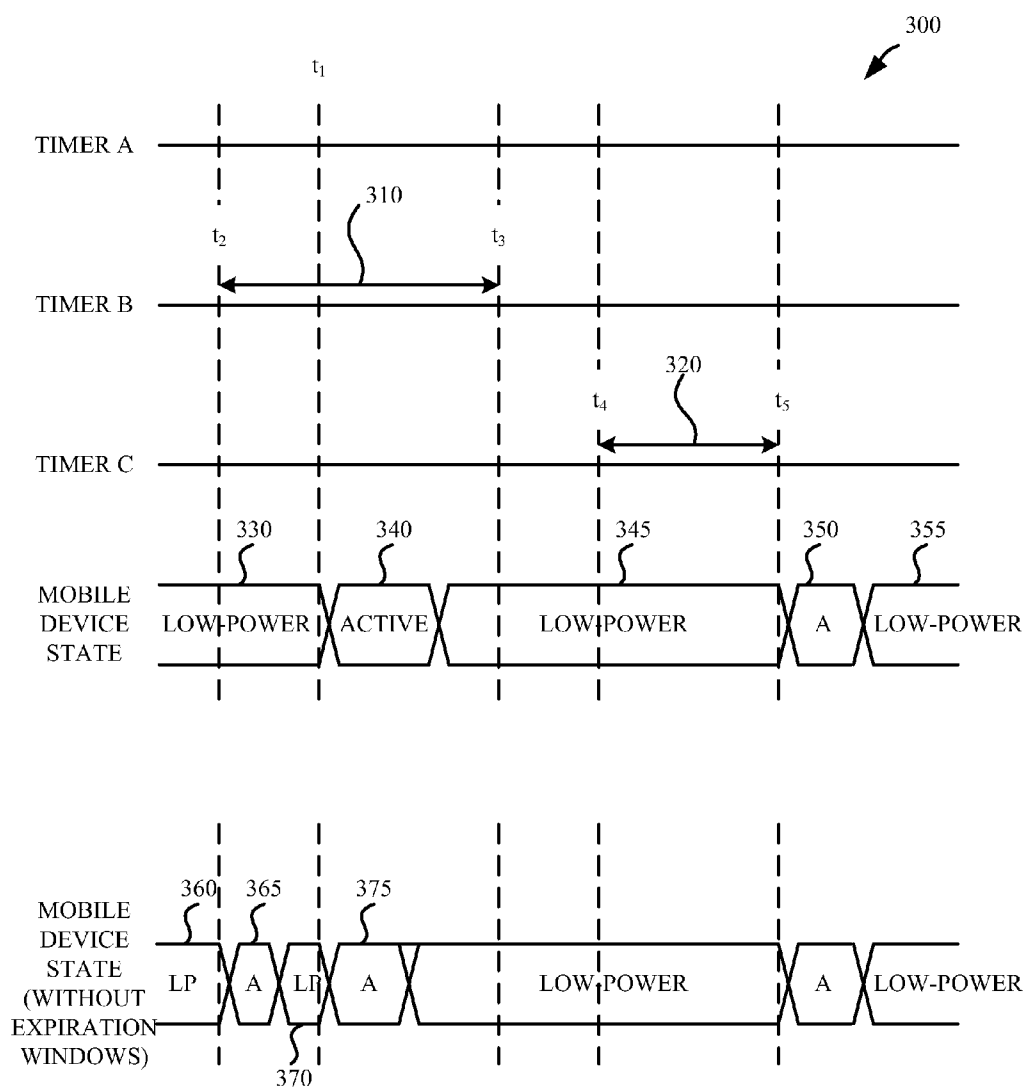 300
t1
TIMER A
310
t2
t3
TIMER B
320
t4
t5
TIMER C
330
340
345
350
355
MOBILE
DEVICE
STATE
LOW-POWER
ACTIVE
LOW-POWER
A
LOW-POWER
360
365
375
MOBILE
DEVICE
STATE
(WITHOUT
EXPIRATION
WINDOWS)
LP
A
LP
A
LOW-POWER
A
LOW-POWER
370